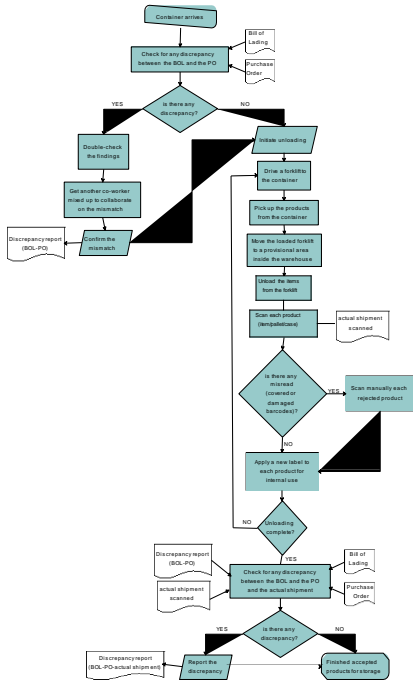 Container arrives
Bill of
Lading
Check for any discrepancy
between the BOL and the PO
Purchase
Order
is there any
discrepancy?
YES
NO
Double-check
the findings
Initiate unloading
Drive a forklift to
the container
Get another co-worker
mixed up to collaborate
on the mismatch
Pick up the products
from the container
Discrepancy report
(BOL-PO)
Confirm the
mismatch
Move the loaded forklift
to a provisional area
inside the warehouse
Unload the items
from the forklift
Scan each product
(item/pallet/case)
actual shipment
scanned
is there any
misread
(covered or
damaged
barcodes)?
YES
Scan manually each
rejected product
NO
Apply a new label to
each product for
internal use
Unloading
complete?
NO
YES
Discrepancy report
(BOL-PO)
Bill of
Lading
Check for any discrepancy
between the BOL and the PO
and the actual shipment
actual shipment
scanned
Purchase
Order
is there any
discrepancy?
YES
NO
Discrepancy report
(BOL-PO-actual shipment)
Report the
discrepancy
Finished accepted
products for storage